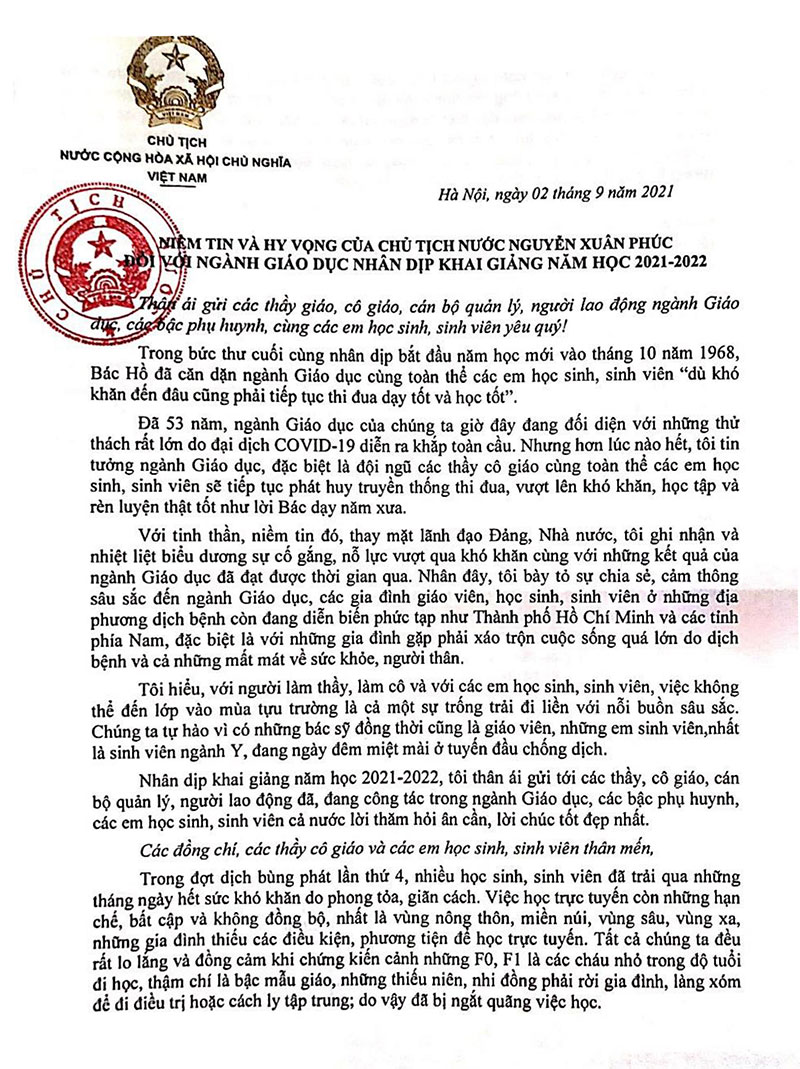 CHỦ TỊCH
NƯỚC CỘNG HÒA XÃ HỘI CHỦ NGHĨA
VIỆT NAM
Hà Nội, ngày 02 tháng 9 năm 2021
CHỦ TỊCH NƯỚC
NIỀM TIN VÀ HY VỌNG CỦA CHỦ TỊCH NƯỚC NGUYỄN XUÂN PHÚC
ĐỐI VỚI NGÀNH GIÁO DỤC NHÂN DỊP KHAI GIẢNG NĂM HỌC 2021-2022
Thân ái gửi các thầy giáo, cô giáo, cán bộ quản lý, người lao động ngành Giáo
dục, các bậc phụ huynh, cùng các em học sinh, sinh viên yêu quý!
Trong bức thư cuối cùng nhân dịp bắt đầu năm học mới vào tháng 10 năm 1968,
Bác Hồ đã căn dặn ngành Giáo dục cùng toàn thể các em học sinh, sinh viên “dù khó
khăn đến đâu cũng phải tiếp tục thi đua dạy tốt và học tốt”.
Đã 53 năm, ngành Giáo dục của chúng ta giờ đây đang đối diện với những thử
thách rất lớn do đại dịch COVID-19 diễn ra khắp toàn cầu. Nhưng hơn lúc nào hết, tôi tin
tưởng ngành Giáo dục, đặc biệt là đội ngũ các thầy cô giáo cùng toàn thể các em học
sinh, sinh viên sẽ tiếp tục phát huy truyền thống thi đua, vượt lên khó khăn, học tập và
rèn luyện thật tốt như lời Bác dạy năm xưa.
Với tinh thần, niềm tin đó, thay mặt lãnh đạo Đảng, Nhà nước, tôi ghi nhận và
nhiệt liệt biểu dương sự cố gắng, nỗ lực vượt qua khó khăn cùng với những kết quả của
ngành Giáo dục đã đạt được thời gian qua. Nhân đây, tôi bày tỏ sự chia sẻ, cảm thông
sâu sắc đến ngành Giáo dục, các gia đình giáo viên, học sinh, sinh viên ở những địa
phương dịch bệnh còn đang diễn biến phức tạp như Thành phố Hồ Chí Minh và các tỉnh
phía Nam, đặc biệt là với những gia đình gặp phải xáo trộn cuộc sống quá lớn do dịch
bệnh và cả những mất mát về sức khỏe, người thân.
Tôi hiểu, với người làm thầy, làm cô và với các em học sinh, sinh viên, việc không
thể đến lớp vào mùa tựu trường là cả một sự trống trải đi liền với nỗi buồn sâu sắc.
Chúng ta tự hào vì có những bác sỹ đồng thời cũng là giáo viên, những em sinh viên,nhất
là sinh viên ngành Y, đang ngày đêm miệt mài ở tuyến đầu chống dịch.
Nhân dịp khai giảng năm học 2021-2022, tôi thân ái gửi tới các thầy, cô giáo, cán
bộ quản lý, người lao động đã, đang công tác trong ngành Giáo dục, các bậc phụ huynh,
các em học sinh, sinh viên cả nước lời thăm hỏi ân cần, lời chúc tốt đẹp nhất.
Các đồng chí, các thầy cô giáo và các em học sinh, sinh viên thân mến,
Trong đợt dịch bùng phát lần thứ 4, nhiều học sinh, sinh viên đã trải qua những
tháng ngày hết sức khó khăn do phong tỏa, giãn cách. Việc học trực tuyến còn những hạn
chế, bất cập và không đồng bộ, nhất là vùng nông thôn, miền núi, vùng sâu, vùng xa,
những gia đình thiếu các điều kiện, phương tiện để học trực tuyến. Tất cả chúng ta đều
rất lo lắng và đồng cảm khi chứng kiến cảnh những F0, F1 là các cháu nhỏ trong độ tuổi
đi học, thậm chí là bậc mẫu giáo, những thiếu niên, nhi đồng phải rời gia đình, làng xóm
để đi điều trị hoặc cách ly tập trung; do vậy đã bị ngắt quãng việc học.